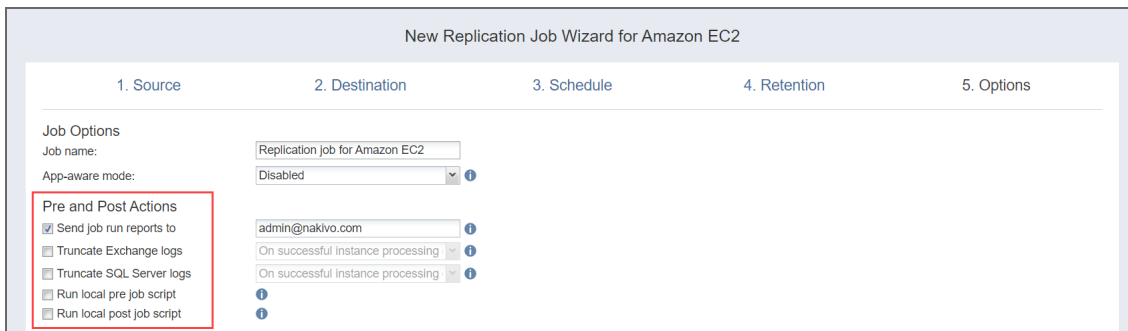 New Replication Job Wizard for Amazon EC2
1. Source 2. Destination 3. Schedule 4. Retention 5. Options
Job Options
Job name: Replication job for Amazon EC2
App-aware mode: Disabled
Pre and Post Actions
Send job run reports to admin@nakivo.com
Truncate Exchange logs On successful instance processing
Truncate SQL Server logs On successful instance processing
Run local pre job script
Run local post job script